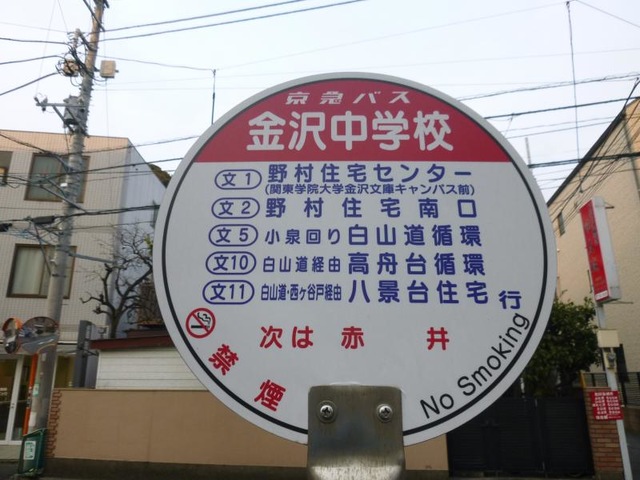 京急バス
金沢中学校
文1 野村住宅センター
(関東学院大学金沢文庫キャンパス前)
文2 野村住宅南口
文5 小泉回り 白山道循環
文10 白山道経由 高舟台循環
文11 白山道・西ヶ谷戸経由 八景台住宅 行
次は 赤井
禁煙
No Smoking